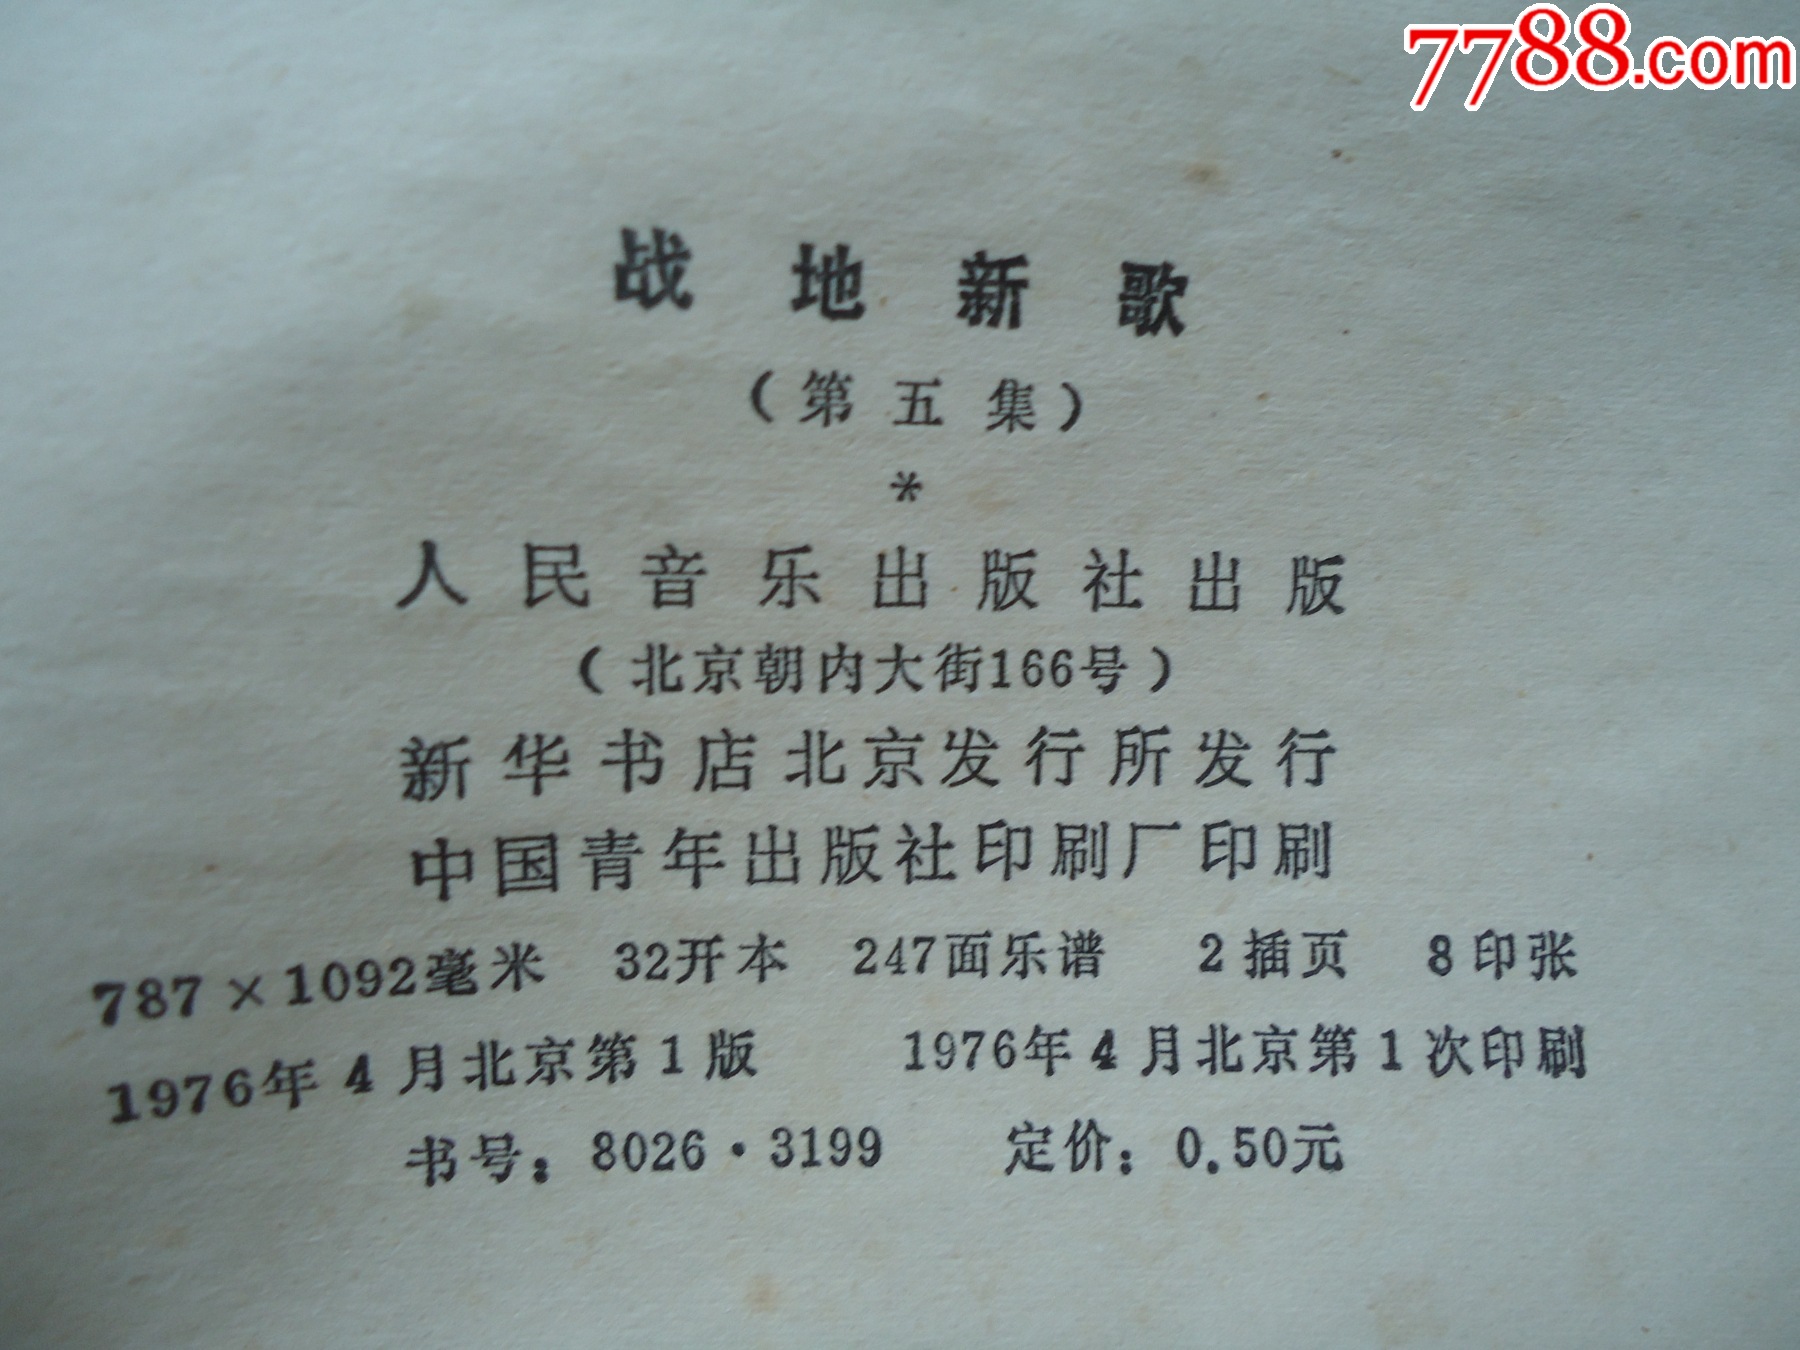 7788.com
战地新歌
（第五集）
*
人民音乐出版社出版
（北京朝内大街166号）
新华书店北京发行所发行
中国青年出版社印刷厂印刷
787×1092毫米 32开本 247面乐谱 2插页 8印张
1976年4月北京第1版 1976年4月北京第1次印刷
书号：8026·3199 定价：0.50元